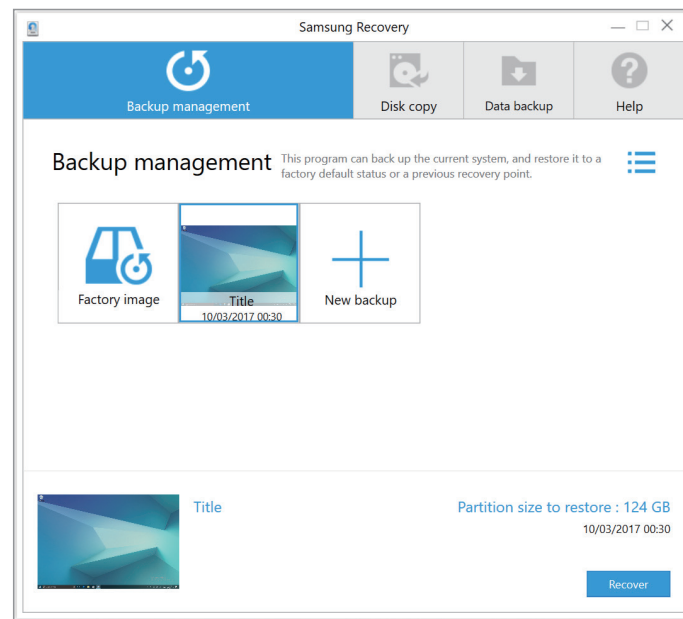 Samsung Recovery
Backup management
Disk copy
Data backup
Help
Backup management
This program can back up the current system, and restore it to a
factory default status or a previous recovery point.
Factory image
Title
10/03/2017 00:30
New backup
Title
Partition size to restore : 124 GB
10/03/2017 00:30
Recover